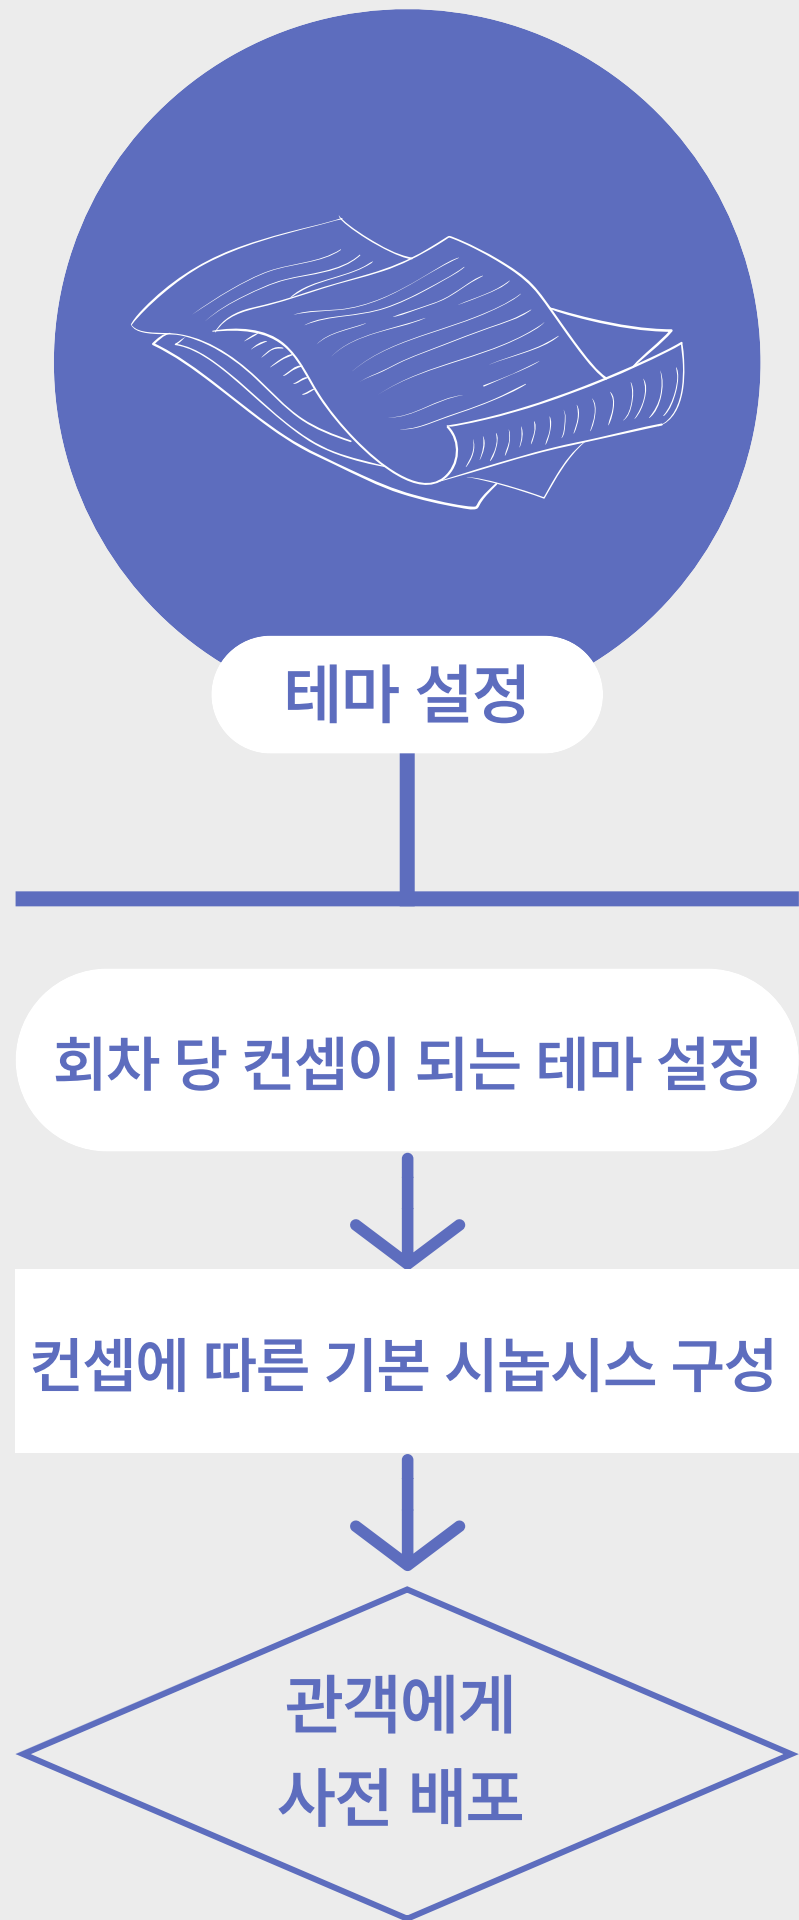 테마 설정
회차 당 컨셉이 되는 테마 설정
컨셉에 따른 기본 시놉시스 구성
관객에게
사전 배포